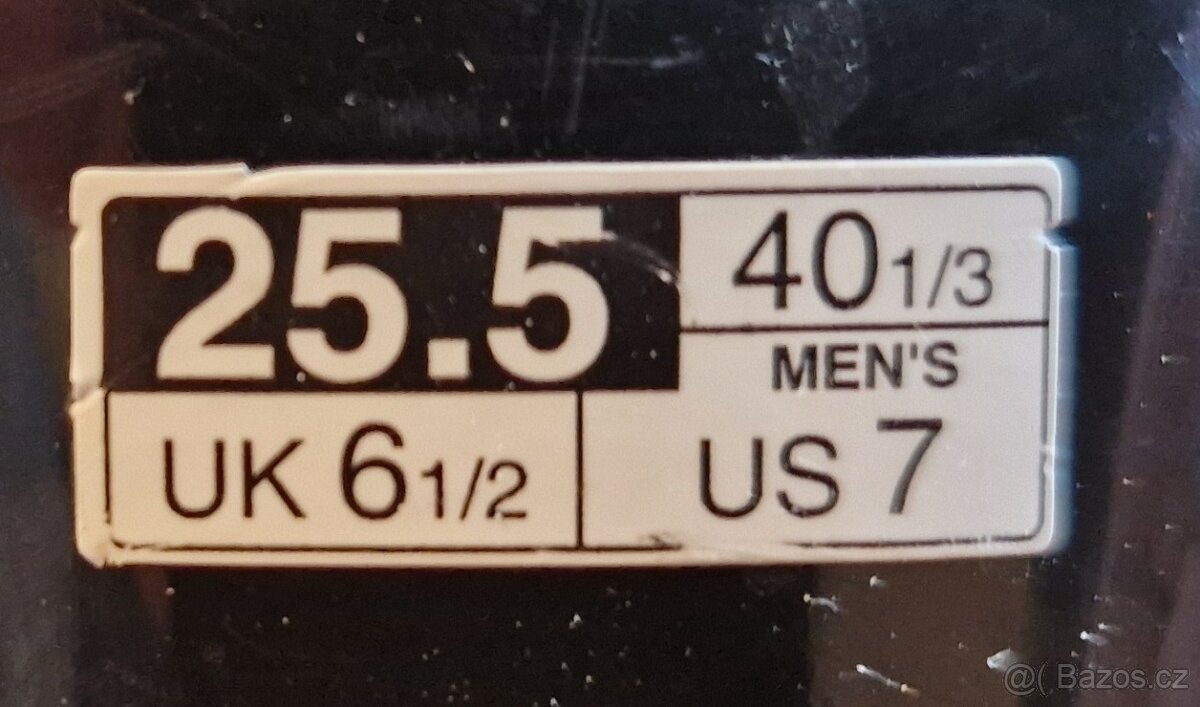 25.5
40 1/3
MEN'S
UK 6 1/2
US 7
@( Bazos.cz